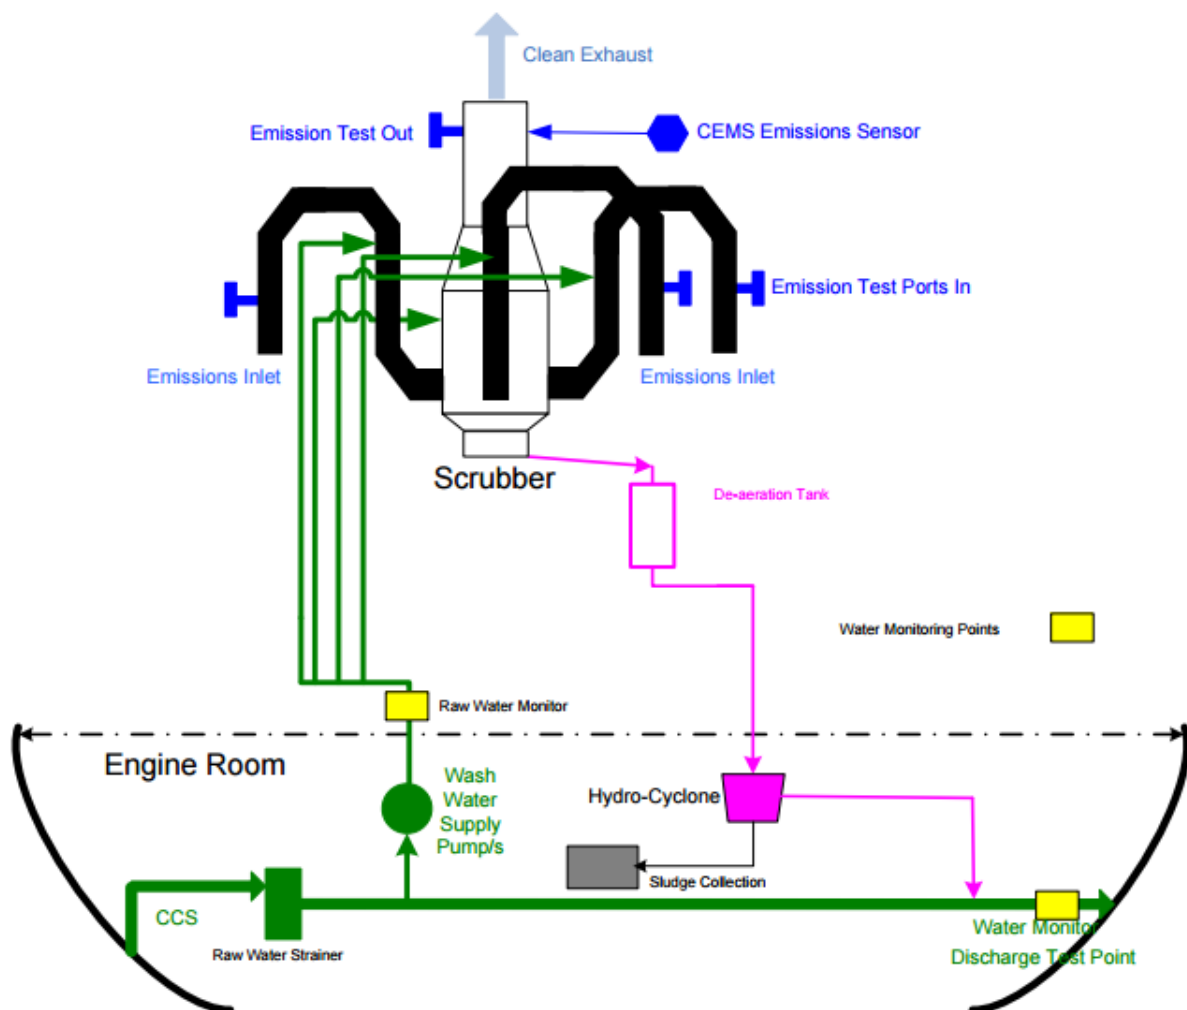 Clean Exhaust
Emission Test Out
CEMS Emissions Sensor
Emission Test Ports In
Emissions Inlet
Emissions Inlet
Scrubber
De-aeration Tank
Water Monitoring Points
Raw Water Monitor
Engine Room
Wash
Water
Supply
Pump/s
Hydro-Cyclone
Sludge Collection
CCS
Raw Water Strainer
Water Monitor
Discharge Test Point